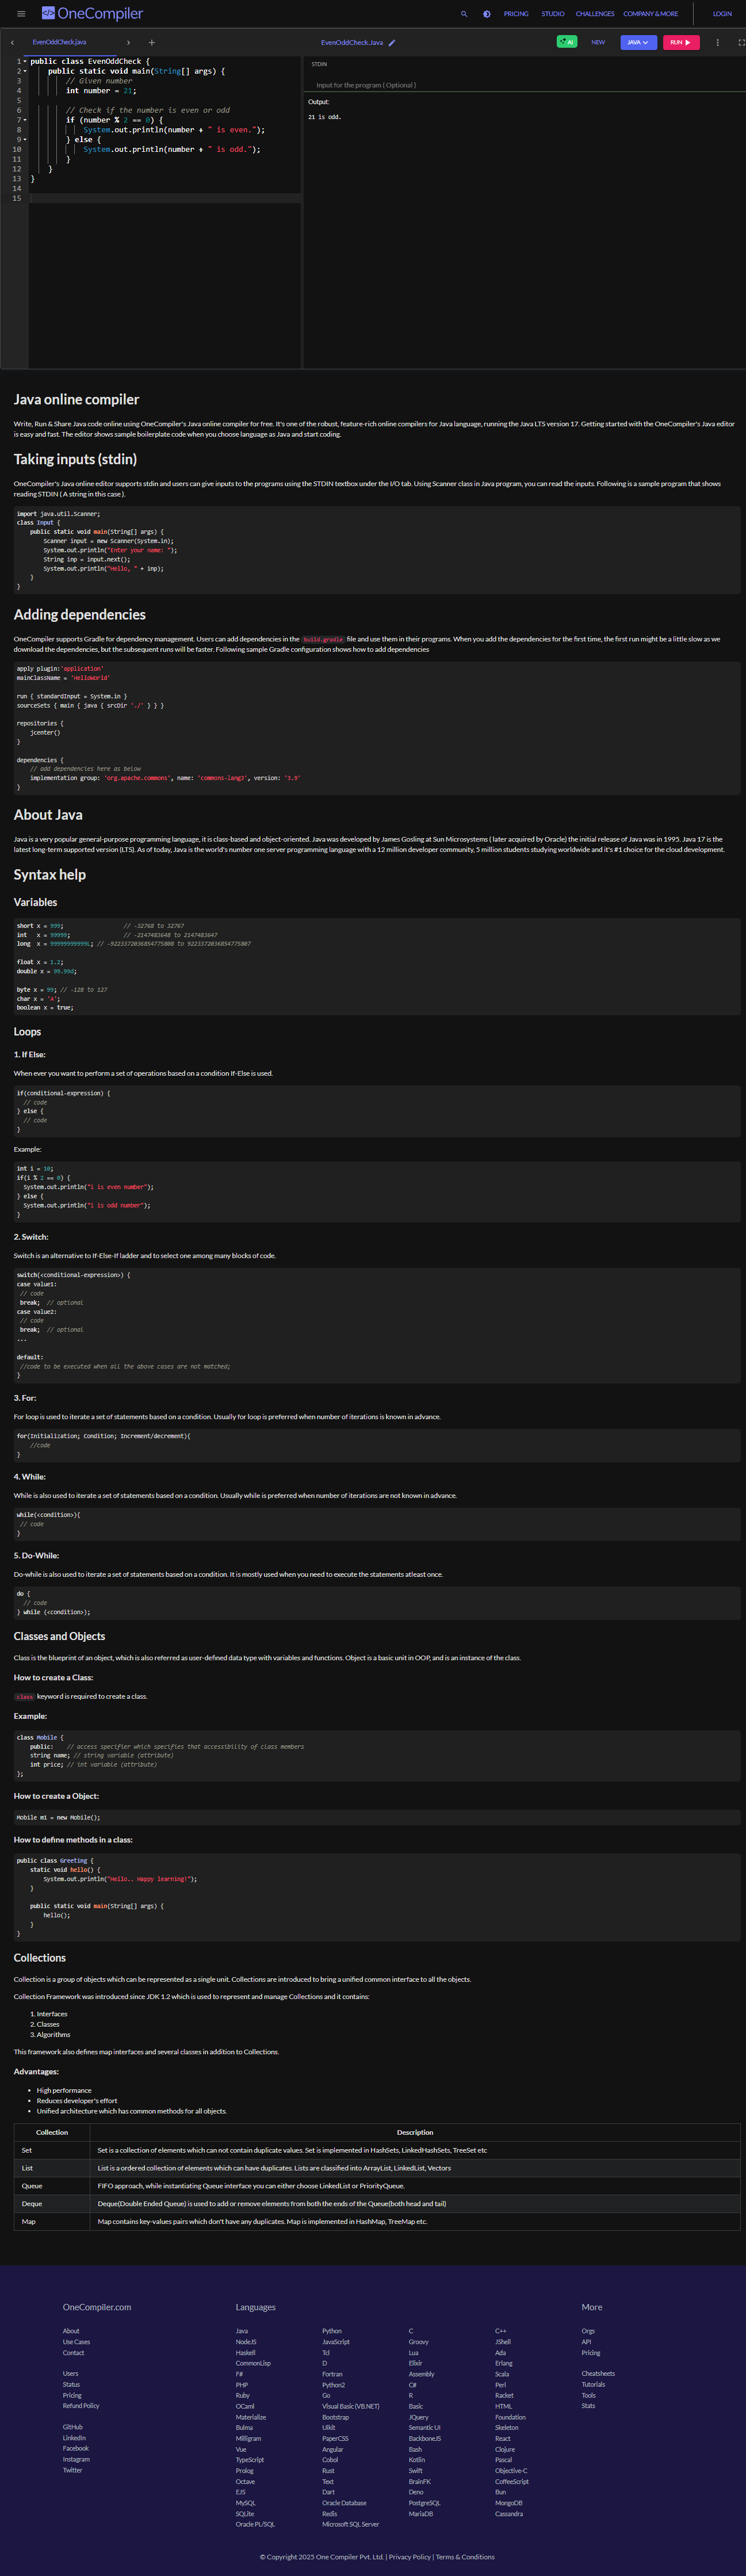 OneCompiler
PRICING STUDIO CHALLENGES COMPANY & MORE LOGIN
EvenOddCheck.java
EvenOddCheck.Java AI NEW JAVA RUN
1 public class EvenOddCheck {
2 public static void main(String[] args) {
3 // Given number
4 int number = 21;
5
6 // Check if the number is even or odd
7 if (number % 2 == 0) {
8 System.out.println(number + " is even.");
9 } else {
10 System.out.println(number + " is odd.");
11 }
12 }
13 }
14
15
STDIN
Input for the program ( Optional )
Output:
21 is odd.
Java online compiler
Write, Run & Share Java code online using OneCompiler's Java online compiler for free. It's one of the robust, feature-rich online compilers for Java language, running the Java LTS version 17. Getting started with the OneCompiler's Java editor
is easy and fast. The editor shows sample boilerplate code when you choose language as Java and start coding.
Taking inputs (stdin)
OneCompiler's Java online editor supports stdin and users can give inputs to the programs using the STDIN textbox under the I/O tab. Using Scanner class in Java program, you can read the inputs. Following is a sample program that shows
reading STDIN ( A string in this case ).
import java.util.Scanner;
class Input {
public static void main(String[] args) {
Scanner input = new Scanner(System.in);
System.out.println("Enter your name: ");
String inp = input.next();
System.out.println("Hello, " + inp);
}
}
Adding dependencies
OneCompiler supports Gradle for dependency management. Users can add dependencies in the build.gradle file and use them in their programs. When you add the dependencies for the first time, the first run might be a little slow as we
download the dependencies, but the subsequent runs will be faster. Following sample Gradle configuration shows how to add dependencies
apply plugin:'application'
mainClassName = 'HelloWorld'
run { standardInput = System.in }
sourceSets { main { java { srcDir './' } } }
repositories {
jcenter()
}
dependencies {
// add dependencies here as below
implementation group: 'org.apache.commons', name: 'commons-lang3', version: '3.9'
}
About Java
Java is a very popular general-purpose programming language, it is class-based and object-oriented. Java was developed by James Gosling at Sun Microsystems ( later acquired by Oracle) the initial release of Java was in 1995. Java 17 is the
latest long-term supported version (LTS). As of today, Java is the world's number one server programming language with a 12 million developer community, 5 million students studying worldwide and it's #1 choice for the cloud development.
Syntax help
Variables
short x = 999; // -32768 to 32767
int x = 99999; // -2147483648 to 2147483647
long x = 99999999999L; // -9223372036854775808 to 9223372036854775807
float x = 1.2;
double x = 99.99d;
byte x = 99; // -128 to 127
char x = 'A';
boolean x = true;
Loops
1. If Else:
When ever you want to perform a set of operations based on a condition If-Else is used.
if(conditional-expression) {
// code
} else {
// code
}
Example:
int i = 10;
if(i % 2 == 0) {
System.out.println("i is even number");
} else {
System.out.println("i is odd number");
}
2. Switch:
Switch is an alternative to If-Else-If ladder and to select one among many blocks of code.
switch(<conditional-expression>) {
case value1:
// code
break; // optional
case value2:
// code
break; // optional
...
default:
//code to be executed when all the above cases are not matched;
}
3. For:
For loop is used to iterate a set of statements based on a condition. Usually for loop is preferred when number of iterations is known in advance.
for(Initialization; Condition; Increment/decrement){
//code
}
4. While:
While is also used to iterate a set of statements based on a condition. Usually while is preferred when number of iterations are not known in advance.
while(<condition>){
// code
}
5. Do-While:
Do-while is also used to iterate a set of statements based on a condition. It is mostly used when you need to execute the statements atleast once.
do {
// code
} while (<condition>);
Classes and Objects
Class is the blueprint of an object, which is also referred as user-defined data type with variables and functions. Object is a basic unit in OOP, and is an instance of the class.
How to create a Class:
class keyword is required to create a class.
Example:
class Mobile {
public: // access specifier which specifies that accessibility of class members
string name; // string variable (attribute)
int price; // int variable (attribute)
};
How to create a Object:
Mobile m1 = new Mobile();
How to define methods in a class:
public class Greeting {
static void hello() {
System.out.println("Hello.. Happy learning!");
}
public static void main(String[] args) {
hello();
}
}
Collections
Collection is a group of objects which can be represented as a single unit. Collections are introduced to bring a unified common interface to all the objects.
Collection Framework was introduced since JDK 1.2 which is used to represent and manage Collections and it contains:
1. Interfaces
2. Classes
3. Algorithms
This framework also defines map interfaces and several classes in addition to Collections.
Advantages:
• High performance
• Reduces developer's effort
• Unified architecture which has common methods for all objects.
Collection Description
Set Set is a collection of elements which can not contain duplicate values. Set is implemented in HashSets, LinkedHashSets, TreeSet etc
List List is a ordered collection of elements which can have duplicates. Lists are classified into ArrayList, LinkedList, Vectors
Queue FIFO approach, while instantiating Queue interface you can either choose LinkedList or PriorityQueue.
Deque Deque(Double Ended Queue) is used to add or remove elements from both the ends of the Queue(both head and tail)
Map Map contains key-values pairs which don't have any duplicates. Map is implemented in HashMap, TreeMap etc.
OneCompiler.com
About
Use Cases
Contact
Users
Status
Pricing
Refund Policy
GitHub
LinkedIn
Facebook
Instagram
Twitter
Languages
Java Python C C++
NodeJS JavaScript Groovy JShell
Haskell Tcl Lua Ada
CommonLisp D Elixir Erlang
F# Fortran Assembly Scala
PHP Python2 C# Perl
Ruby Go R Racket
OCaml Visual Basic (VB.NET) Basic HTML
Materialize Bootstrap JQuery Foundation
Bulma Uikit Semantic UI Skeleton
Milligram PaperCSS BackboneJS React
Vue Angular Bash Clojure
TypeScript Cobol Kotlin Pascal
Prolog Rust Swift Objective-C
Octave Text BrainFK CoffeeScript
EJS Dart Deno Bun
MySQL Oracle Database PostgreSQL MongoDB
SQLite Redis MariaDB Cassandra
Oracle PL/SQL Microsoft SQL Server
More
Orgs
API
Pricing
Cheatsheets
Tutorials
Tools
Stats
© Copyright 2025 One Compiler Pvt. Ltd. | Privacy Policy | Terms & Conditions